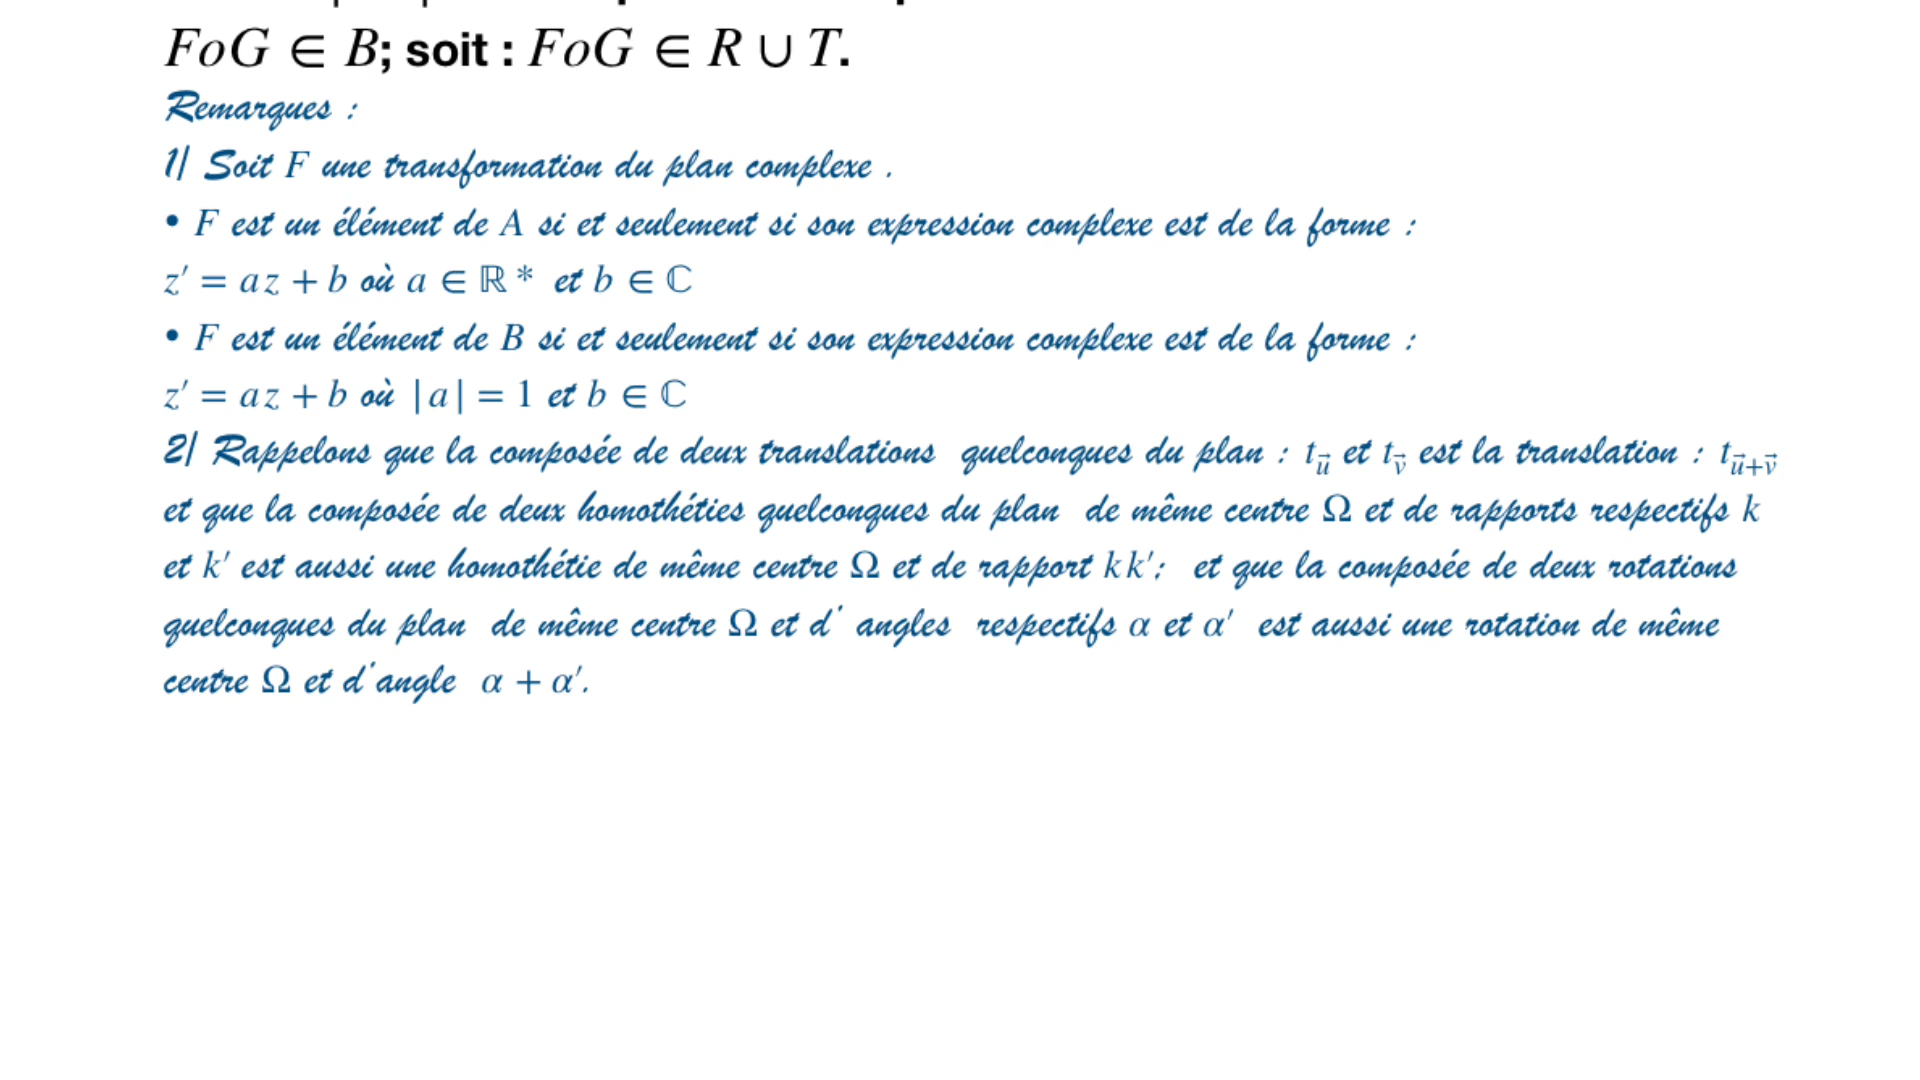 FoG ∈ B; soit : FoG ∈ R ∪ T.
Remarques :
1/ Soit F une transformation du plan complexe .
• F est un élément de A si et seulement si son expression complexe est de la forme :
z′ = az + b où a ∈ ℝ * et b ∈ ℂ
• F est un élément de B si et seulement si son expression complexe est de la forme :
z′ = az + b où |a| = 1 et b ∈ ℂ
2/ Rappelons que la composée de deux translations quelconques du plan : t_u⃗ et t_v⃗ est la translation : t_u⃗+v⃗
et que la composée de deux homothéties quelconques du plan de même centre Ω et de rapports respectifs k
et k′ est aussi une homothétie de même centre Ω et de rapport kk′; et que la composée de deux rotations
quelconques du plan de même centre Ω et d' angles respectifs α et α′ est aussi une rotation de même
centre Ω et d'angle α + α′.